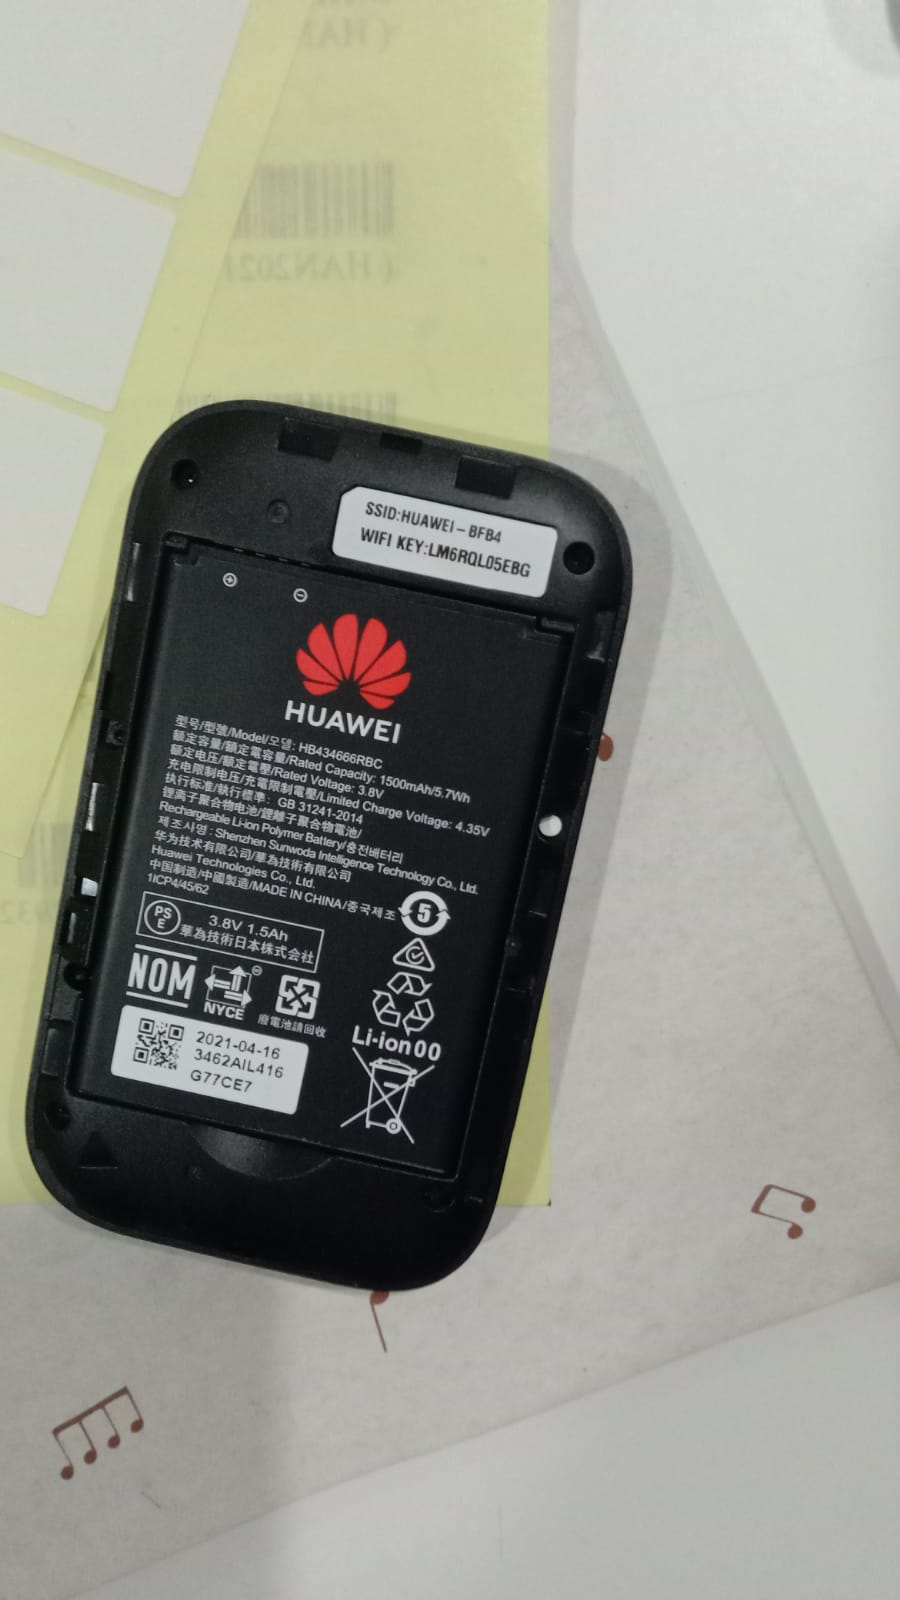 SSID:HUAWEI-BFB4
WIFI KEY:LM6RQL05EBG
HUAWEI
型号/型號/Model/모델: HB434666RBC
额定容量/額定電容量/Rated Capacity: 1500mAh/5.7Wh
额定电压/額定電壓/Rated Voltage: 3.8V
充电限制电压/充電限制電壓/Limited Charge Voltage: 4.35V
执行标准/執行標準: GB 31241-2014
锂离子聚合物电池/鋰離子聚合物電池/
Rechargeable Li-ion Polymer Battery/충전배터리
제조사명: Shenzhen Sunwoda Intelligence Technology Co., Ltd.
华为技术有限公司/華為技術有限公司
Huawei Technologies Co., Ltd.
中国制造/中國製造/MADE IN CHINA/중국제조
1ICP4/45/62
5
PS
E
3.8V 1.5Ah
華為技術日本株式会社
NOM
NYCE
廢電池請回收
Li-ion 00
2021-04-16
3462AIL416
G77CE7